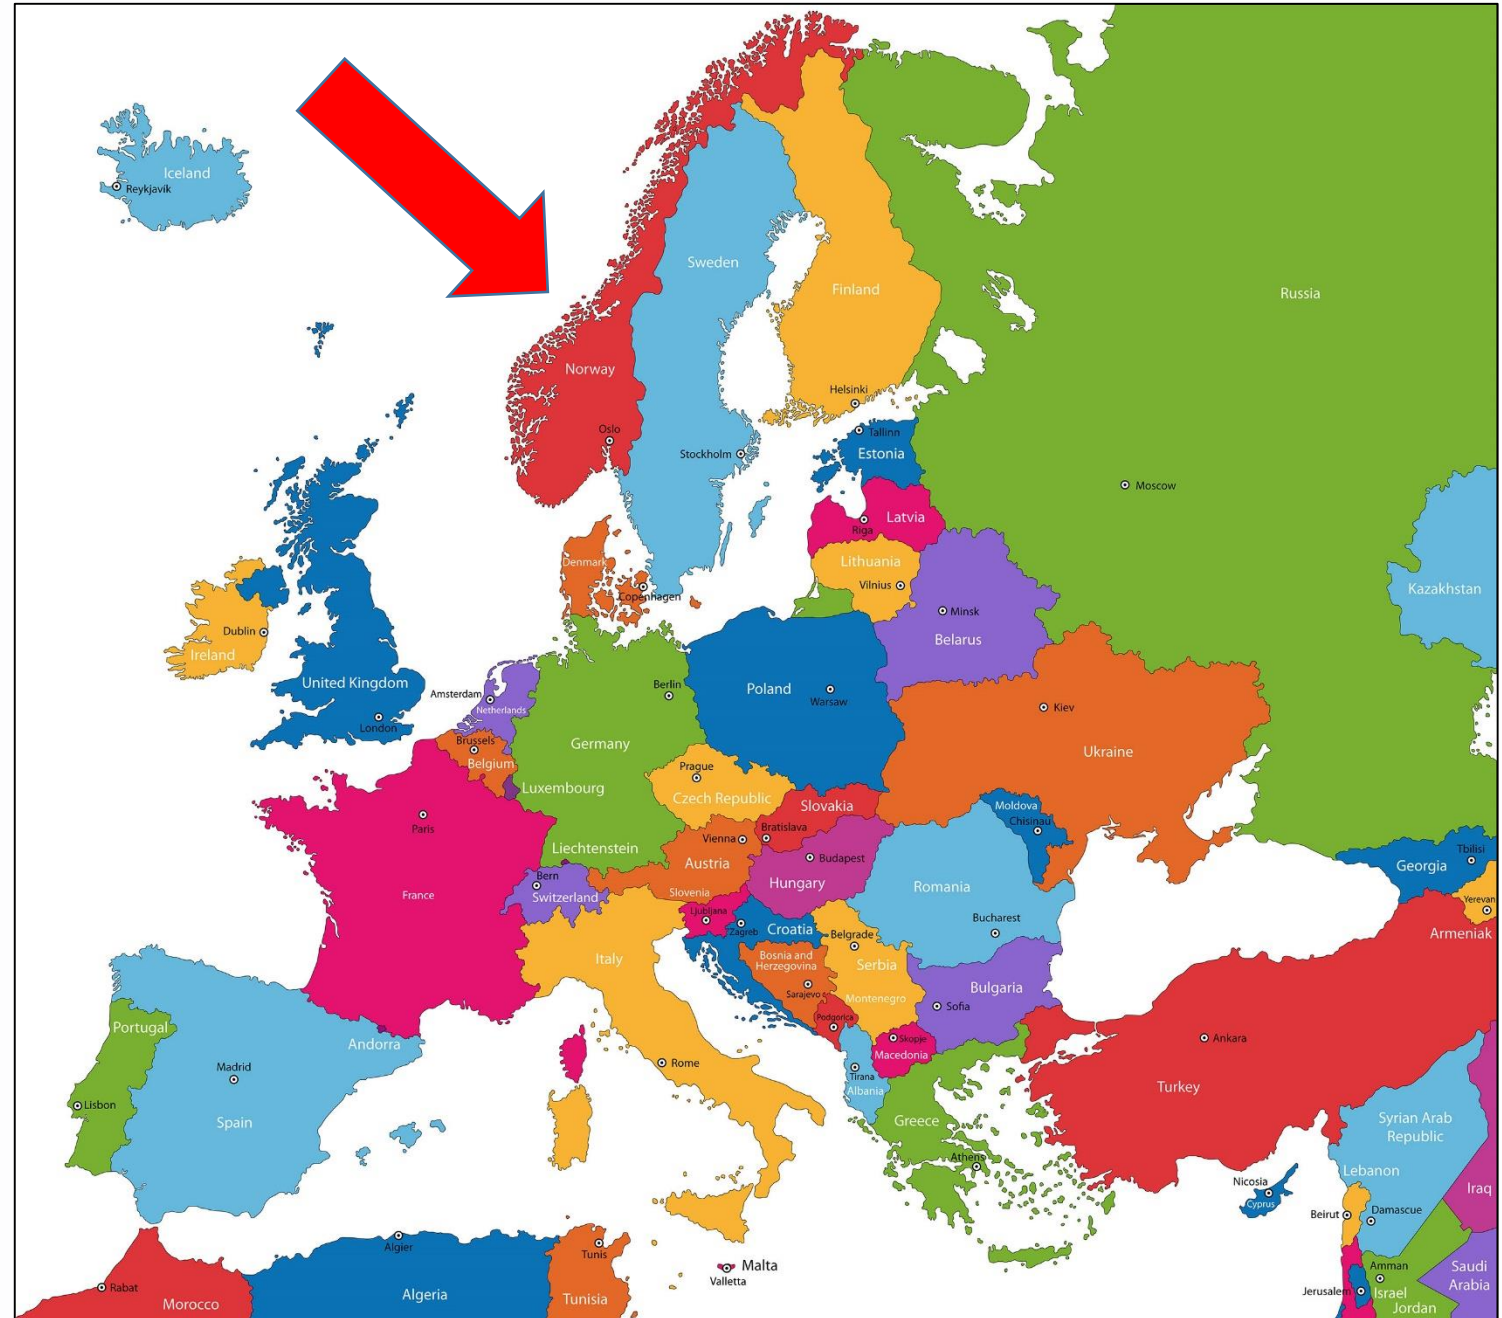 Iceland
Reykjavik
Sweden
Finland
Russia
Norway
Helsinki
Oslo
Tallinn
Stockholm
Estonia
Moscow
Latvia
Riga
Denmark
Lithuania
Vilnius
Kazakhstan
Copenhagen
Minsk
Dublin
Belarus
Ireland
United Kingdom
Berlin
Poland
Amsterdam
Warsaw
Netherlands
Kiev
London
Brussels
Germany
Ukraine
Belgium
Prague
Luxembourg
Czech Republic
Slovakia
Moldova
Chisinau
Paris
Bratislava
Vienna
Liechtenstein
Budapest
Tbilisi
Austria
Georgia
Bern
Hungary
Romania
France
Switzerland
Slovenia
Yerevan
Ljubljana
Bucharest
Zagreb
Croatia
Belgrade
Armeniak
Italy
Bosnia and
Herzegovina
Serbia
Sarajevo
Bulgaria
Montenegro
Sofia
Podgorica
Portugal
Andorra
Skopje
Ankara
Macedonia
Rome
Madrid
Tirana
Turkey
Albania
Lisbon
Spain
Greece
Syrian Arab
Republic
Athens
Lebanon
Nicosia
Iraq
Cyprus
Beirut
Damascue
Algier
Tunis
Malta
Valletta
Amman
Saudi
Arabia
Rabat
Jerusalem
Israel
Algeria
Tunisia
Morocco
Jordan